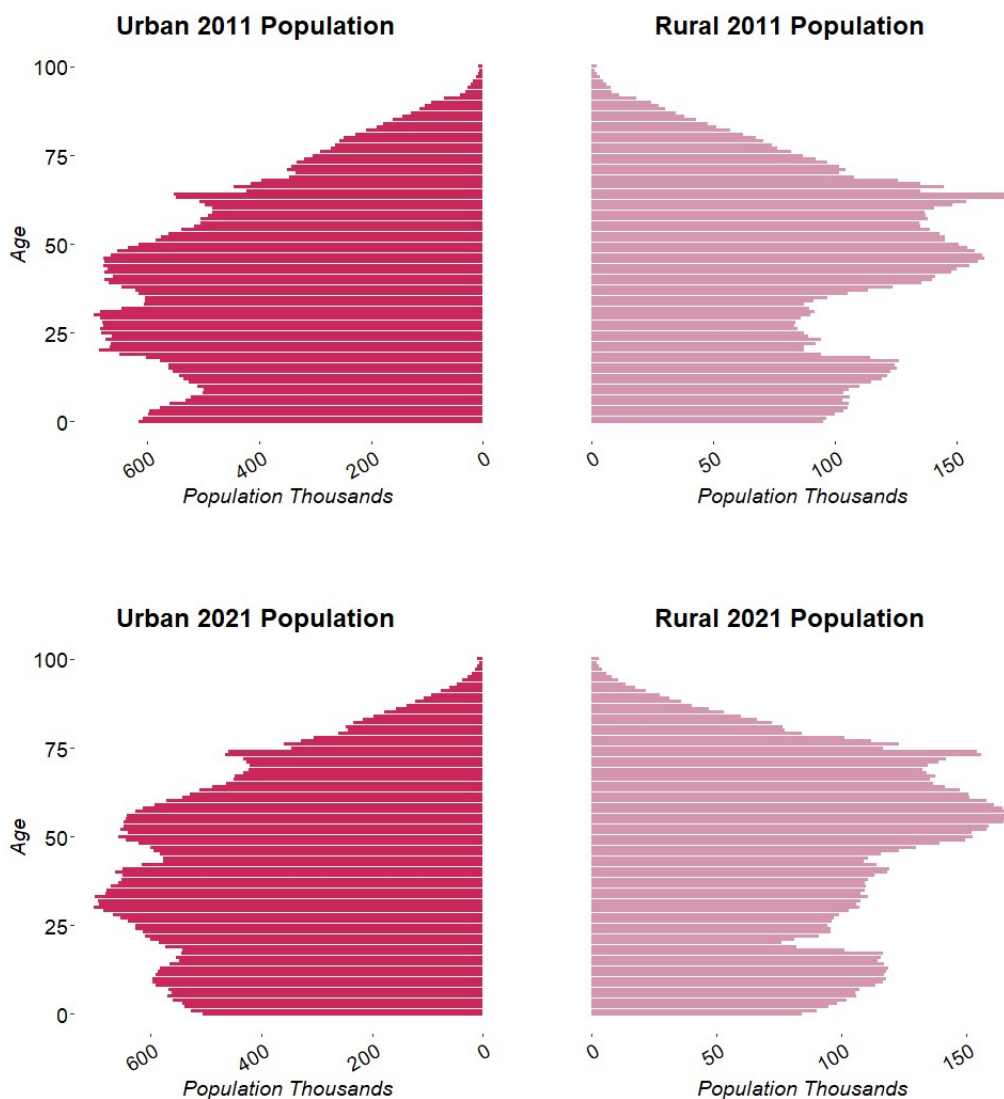 Urban 2011 Population
Rural 2011 Population
100
75
50
25
0
Age
600
400
200
0
Population Thousands
0
50
100
150
Population Thousands
Urban 2021 Population
Rural 2021 Population
100
75
50
25
0
Age
600
400
200
0
Population Thousands
0
50
100
150
Population Thousands